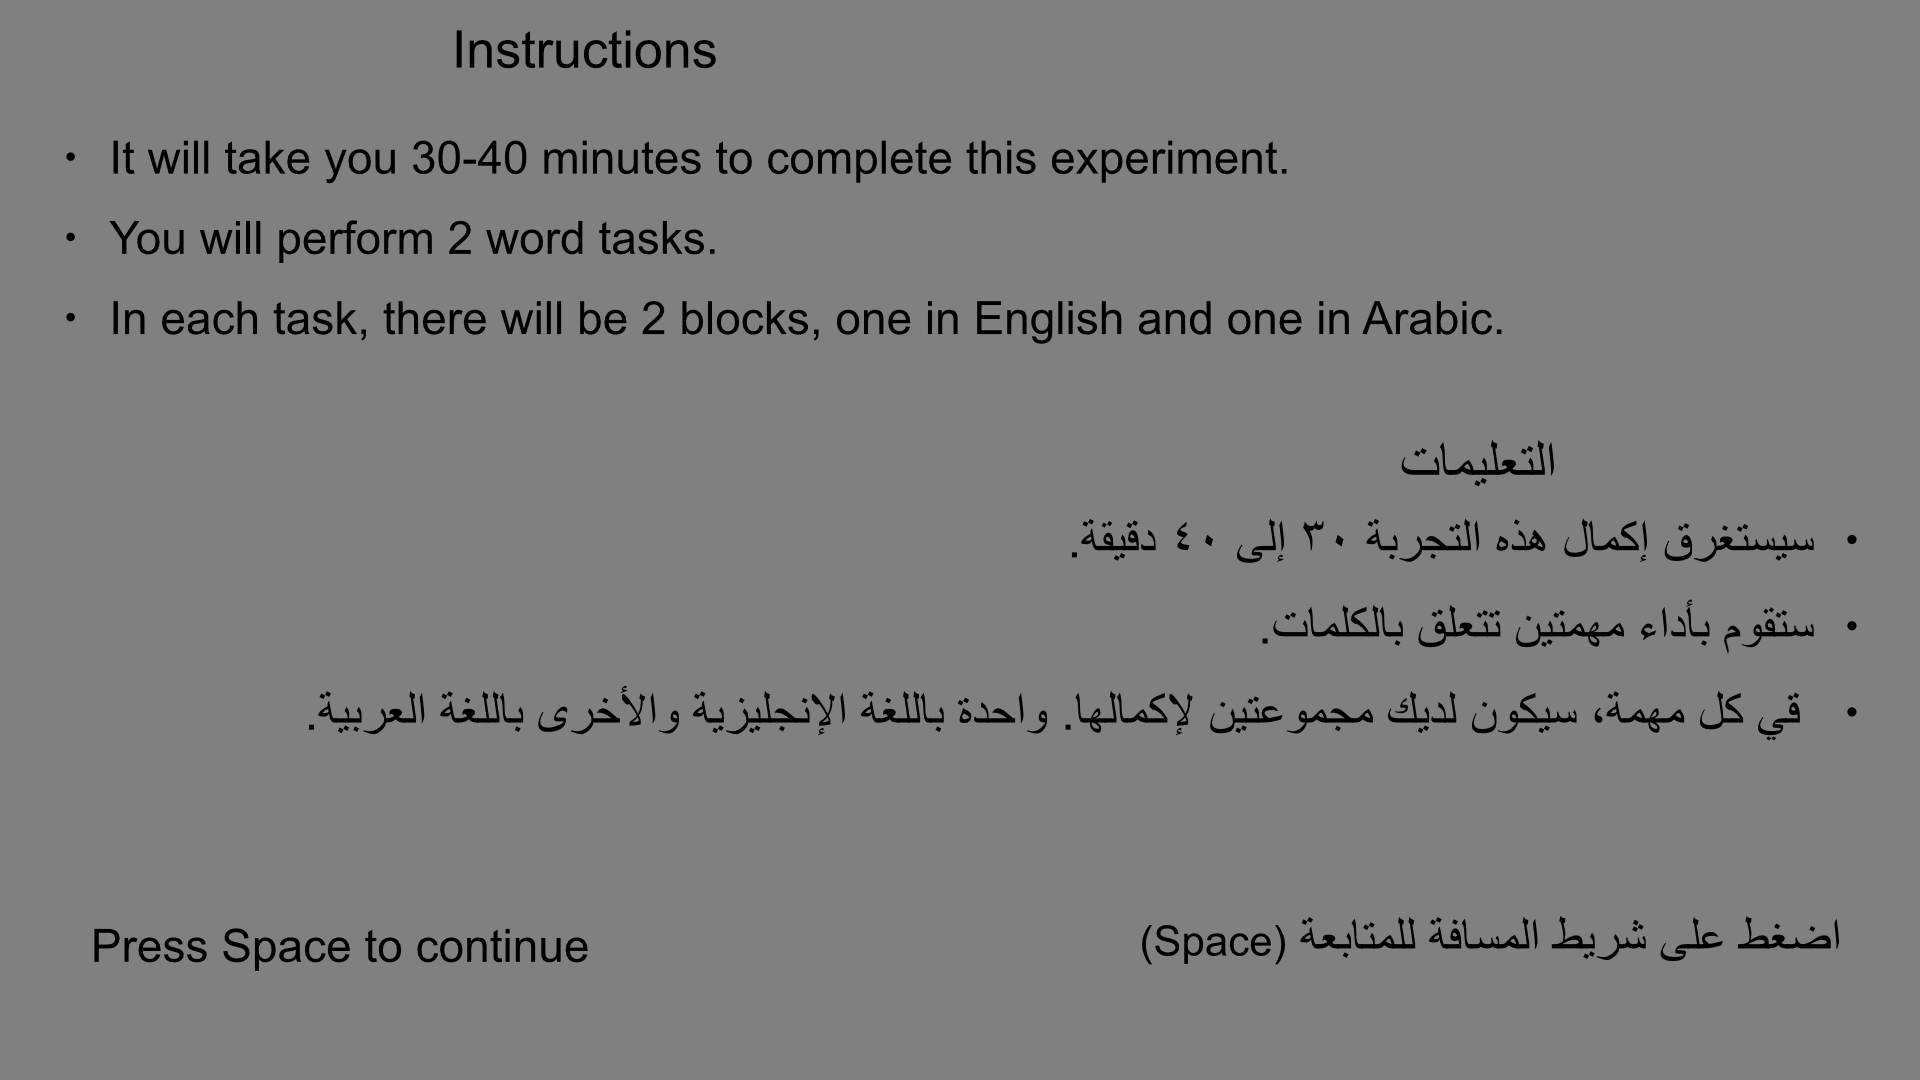 Instructions
• It will take you 30-40 minutes to complete this experiment.
• You will perform 2 word tasks.
• In each task, there will be 2 blocks, one in English and one in Arabic.
التعليمات
• سيستغرق إكمال هذه التجربة ٣٠ إلى ٤٠ دقيقة.
• ستقوم بأداء مهمتين تتعلق بالكلمات.
• قي كل مهمة، سيكون لديك مجموعتين لإكمالها. واحدة باللغة الإنجليزية والأخرى باللغة العربية.
Press Space to continue
اضغط على شريط المسافة للمتابعة (Space)